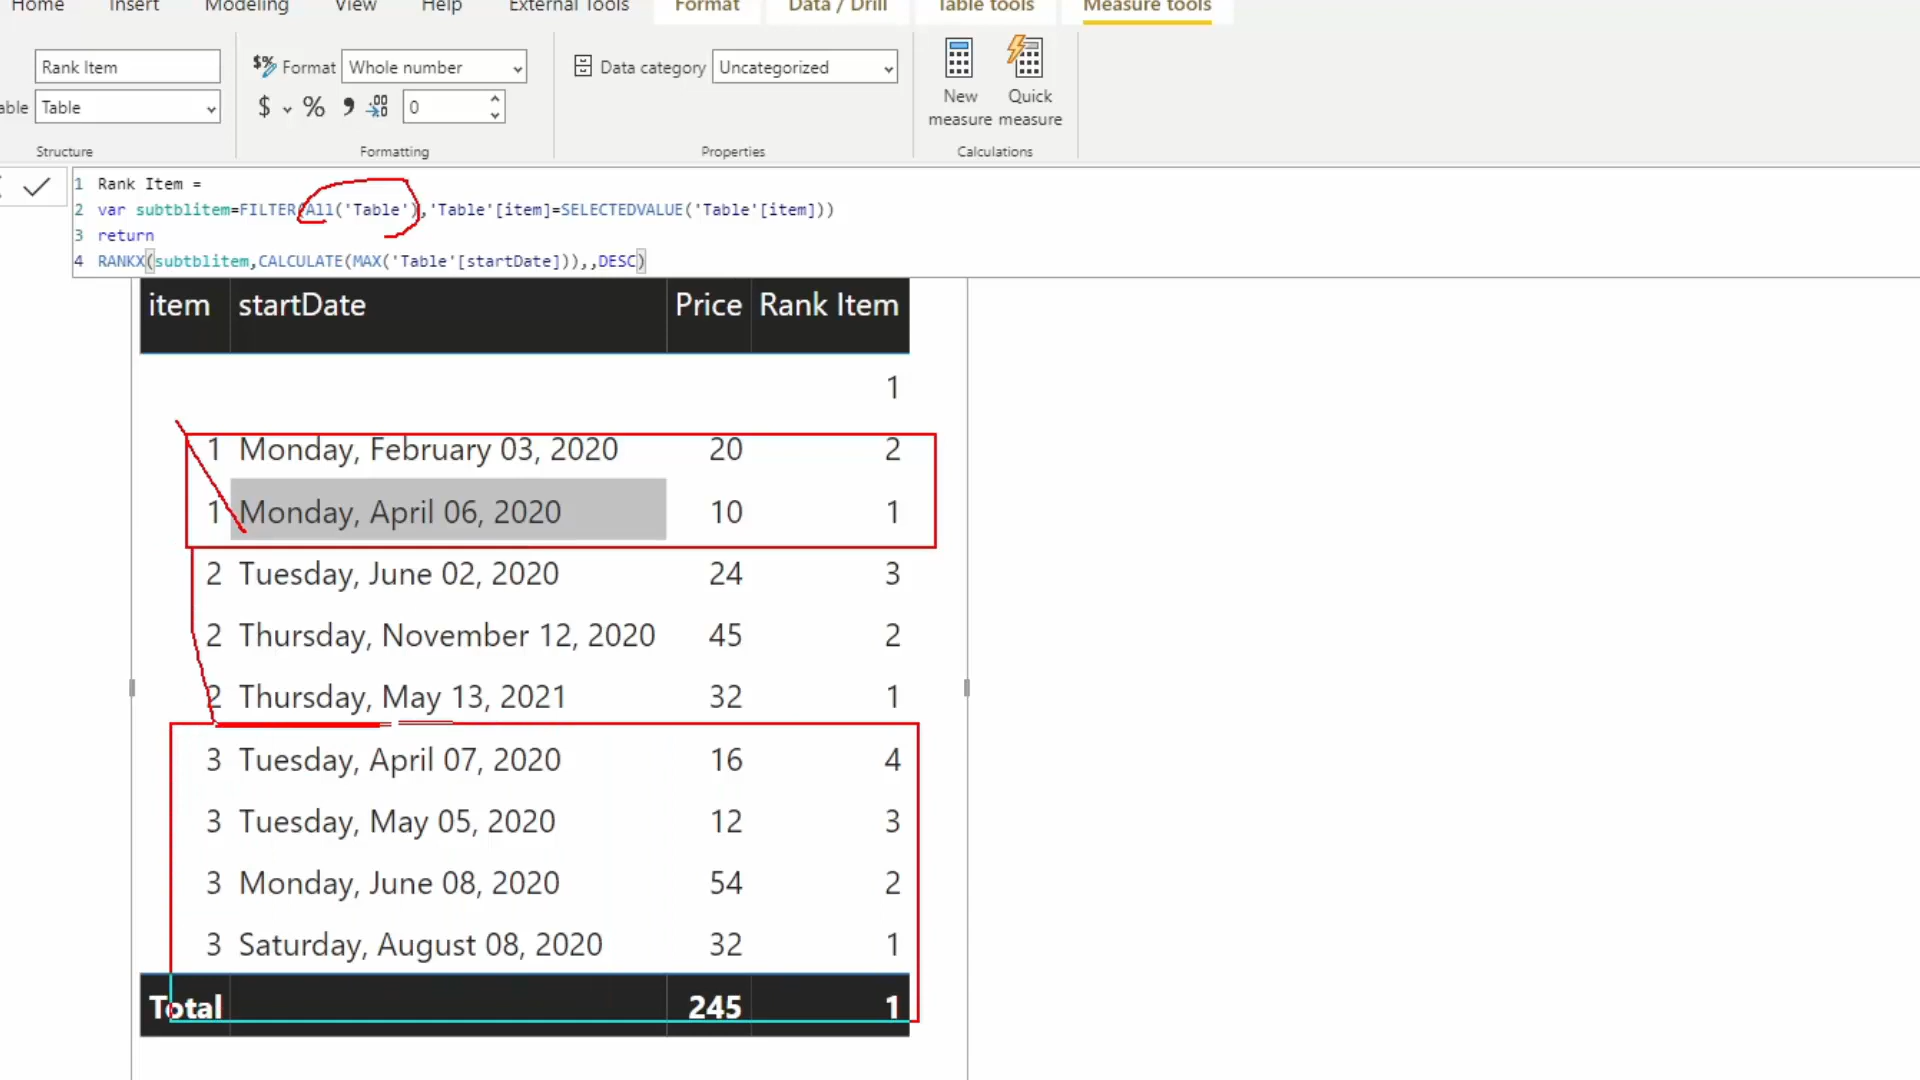 Home Insert Modeling View Help External Tools Format Data / Drill Table tools Measure tools
Rank Item
$% Format Whole number
Data category Uncategorized
able Table
$ % 9 .00 0
New measure
Quick measure
Structure Formatting Properties Calculations
1 Rank Item =
2 var subtblitem=FILTER(All('Table'),'Table'[item]=SELECTEDVALUE('Table'[item]))
3 return
4 RANKX(subtblitem,CALCULATE(MAX('Table'[startDate])),,DESC)
item startDate Price Rank Item
1
1 Monday, February 03, 2020 20 2
1 Monday, April 06, 2020 10 1
2 Tuesday, June 02, 2020 24 3
2 Thursday, November 12, 2020 45 2
2 Thursday, May 13, 2021 32 1
3 Tuesday, April 07, 2020 16 4
3 Tuesday, May 05, 2020 12 3
3 Monday, June 08, 2020 54 2
3 Saturday, August 08, 2020 32 1
Total 245 1